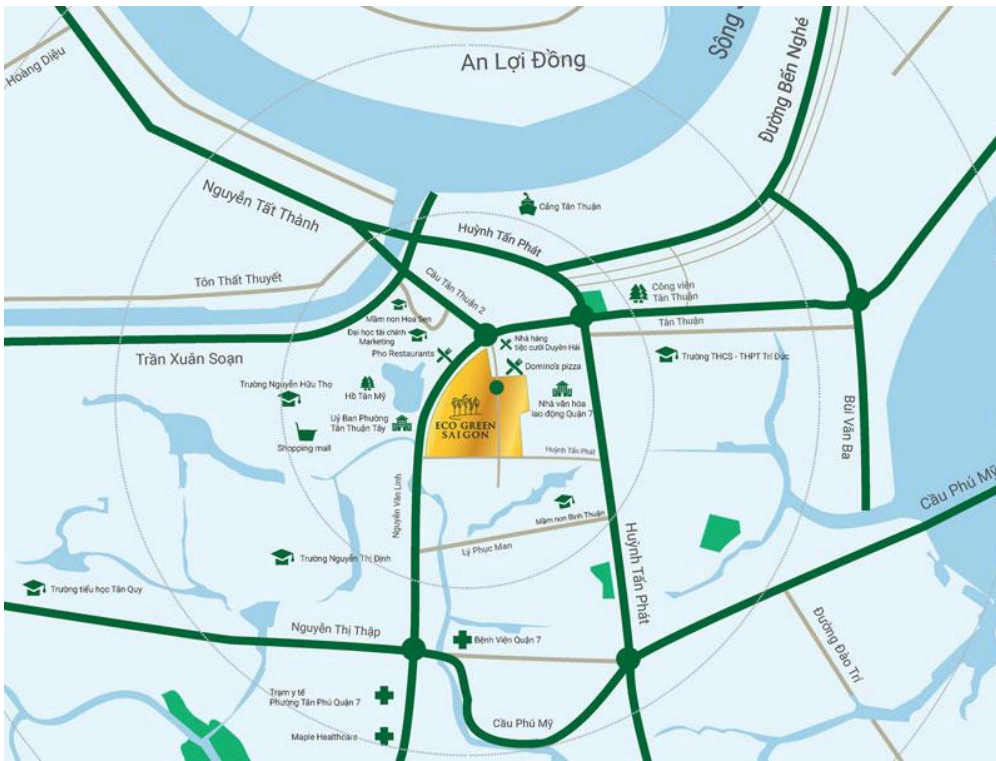 An Lợi Đồng
Sông
Đường Bến Nghé
Hoàng Diệu
Nguyễn Tất Thành
Cảng Tân Thuận
Huỳnh Tấn Phát
Tôn Thất Thuyết
Cầu Tân Thuận 2
Công viên
Tân Thuận
Mầm non Hoa Sen
Tân Thuận
Đại học tài chính
Marketing
Nhà hàng
tiệc cưới Duyên Hải
Trần Xuân Soạn
Pho Restaurants
Trường THCS - THPT Trí Đức
Domino's pizza
Trường Nguyễn Hữu Thọ
Hồ Tân Mỹ
Nhà văn hóa
lao động Quận 7
Bùi Văn Ba
Uỷ Ban Phường
Tân Thuận Tây
ECO GREEN
SAIGON
Shopping mall
Huỳnh Tấn Phát
Cầu Phú Mỹ
Nguyễn Văn Linh
Mầm non Bình Thuận
Huỳnh Tấn Phát
Lý Phục Man
Trường Nguyễn Thị Định
Trường tiểu học Tân Quy
Nguyễn Thị Thập
Bệnh Viện Quận 7
Đường Đào Trí
Trạm y tế
Phường Tân Phú Quận 7
Cầu Phú Mỹ
Maple Healthcare